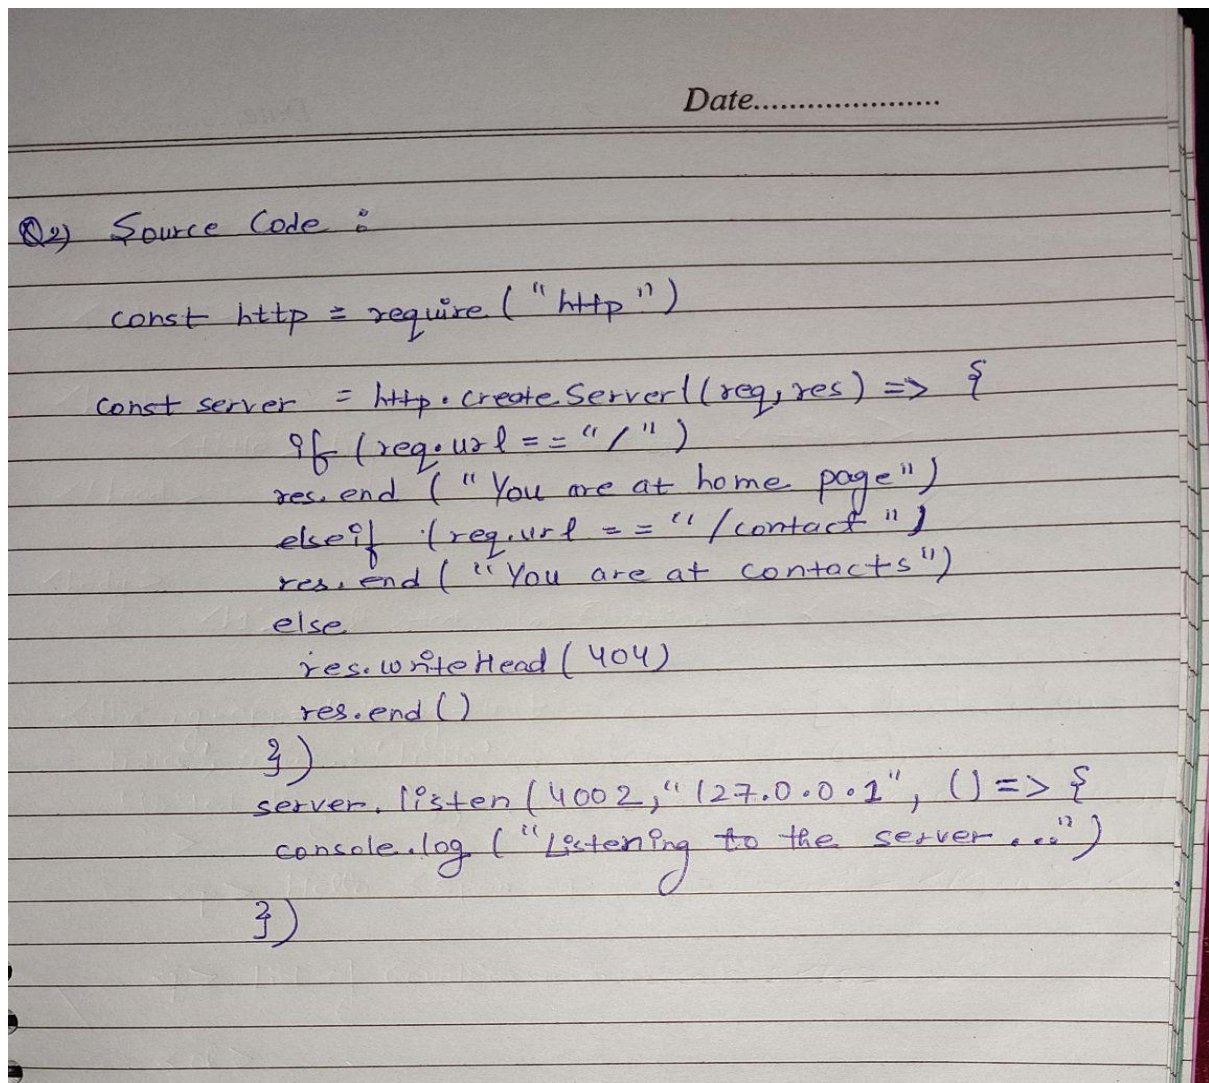 Date.....................
Q2) Source Code :
const http = require ("http")
const server = http.createServer((req, res) => {
if (req.url == "/")
res.end ("You are at home page")
elseif (req.url == "/contact")
res.end ("You are at contacts")
else
res.writeHead (404)
res.end ()
})
server.listen (4002, "127.0.0.1", () => {
console.log ("Listening to the server ...")
})